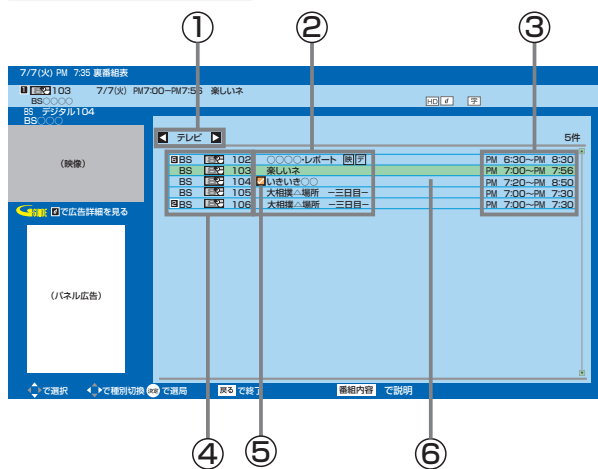 ① ② ③
7/7(火) PM 7:35 裏番組表
1 103 7/7(火) PM7:00-PM7:56 楽しいネ
BS○○○○
HD 字
BS デジタル104
BS○○○
◀ テレビ ▶ 5件
(映像)
BS 102 ○○○○・レポート 映 デ PM 6:30~PM 8:30
BS 103 楽しいネ PM 7:00~PM 7:56
BS 104 いきいき○○ PM 7:20~PM 8:50
BS 105 大相撲△場所 -三日目- PM 7:00~PM 7:30
BS 106 大相撲△場所 -三日目- PM 7:00~PM 7:30
GUIDE dで広告詳細を見る
(パネル広告)
で選択 で種別切換 決定 で選局 戻る で終了 番組内容 で説明
④ ⑤ ⑥